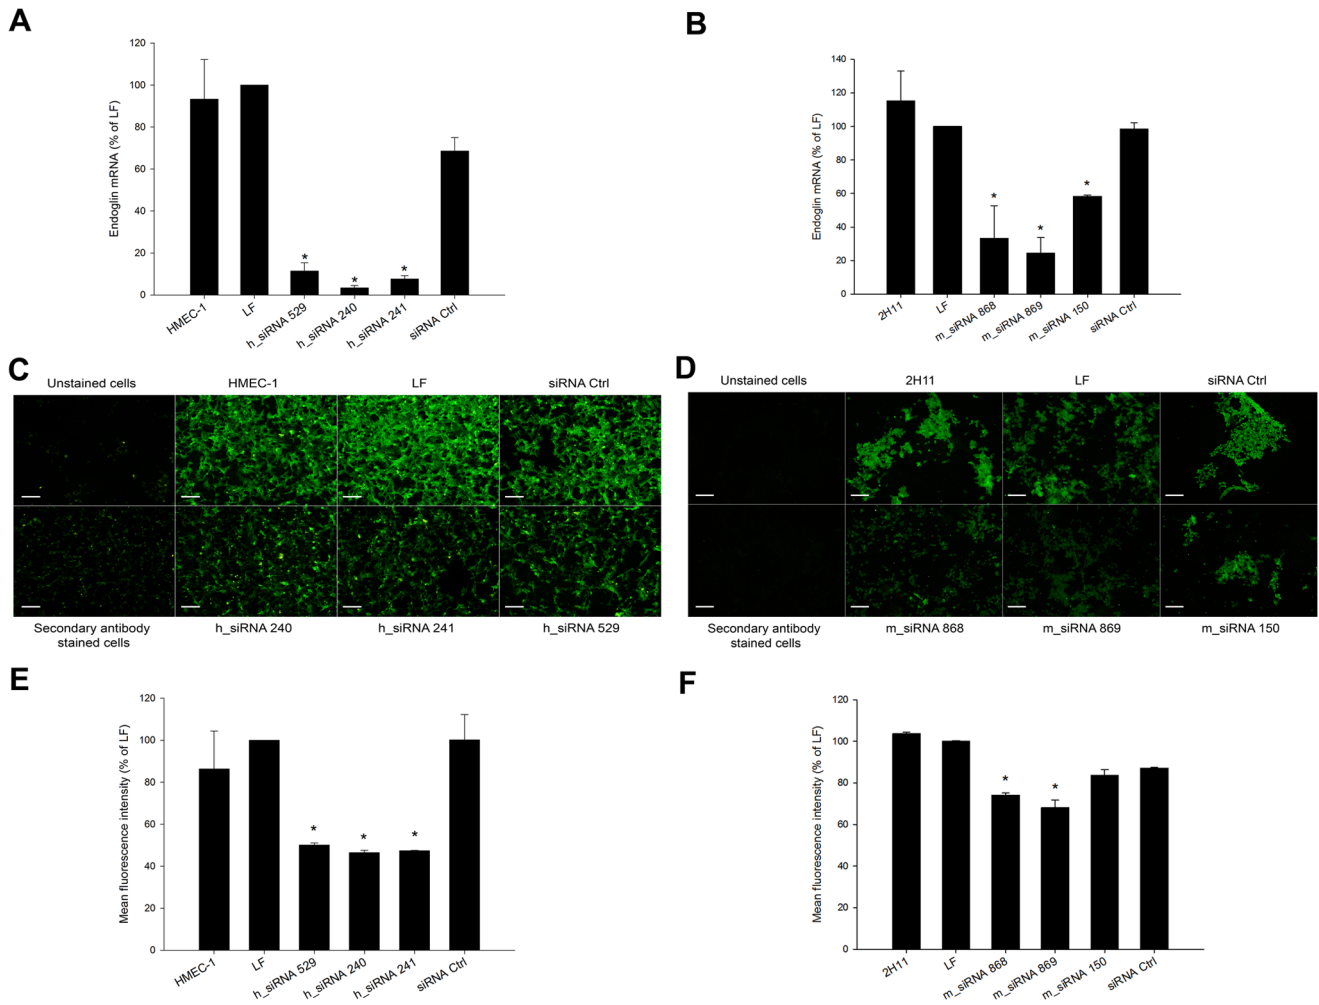 A
Endoglin mRNA (% of LF)
120
100
80
60
40
20
0
* * *
HMEC-1 LF h_siRNA 529 h_siRNA 240 h_siRNA 241 siRNA Ctrl
B
Endoglin mRNA (% of LF)
140
120
100
80
60
40
20
0
* * *
2H11 LF m_siRNA 868 m_siRNA 869 m_siRNA 150 siRNA Ctrl
C
Unstained cells HMEC-1 LF siRNA Ctrl
Secondary antibody h_siRNA 240 h_siRNA 241 h_siRNA 529
stained cells
D
Unstained cells 2H11 LF siRNA Ctrl
Secondary antibody m_siRNA 868 m_siRNA 869 m_siRNA 150
stained cells
E
Mean fluorescence intensity (% of LF)
120
100
80
60
40
20
0
* * *
HMEC-1 LF h_siRNA 529 h_siRNA 240 h_siRNA 241 siRNA Ctrl
F
Mean fluorescence intensity (% of LF)
120
100
80
60
40
20
0
* *
2H11 LF m_siRNA 868 m_siRNA 869 m_siRNA 150 siRNA Ctrl